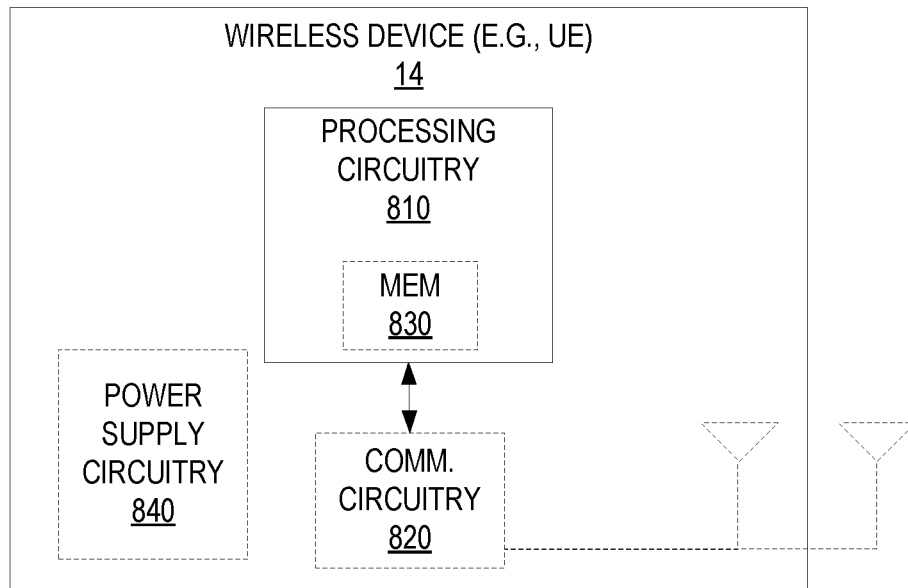 WIRELESS DEVICE (E.G., UE)
14
PROCESSING
CIRCUITRY
810
MEM
830
POWER
SUPPLY
CIRCUITRY
840
COMM.
CIRCUITRY
820